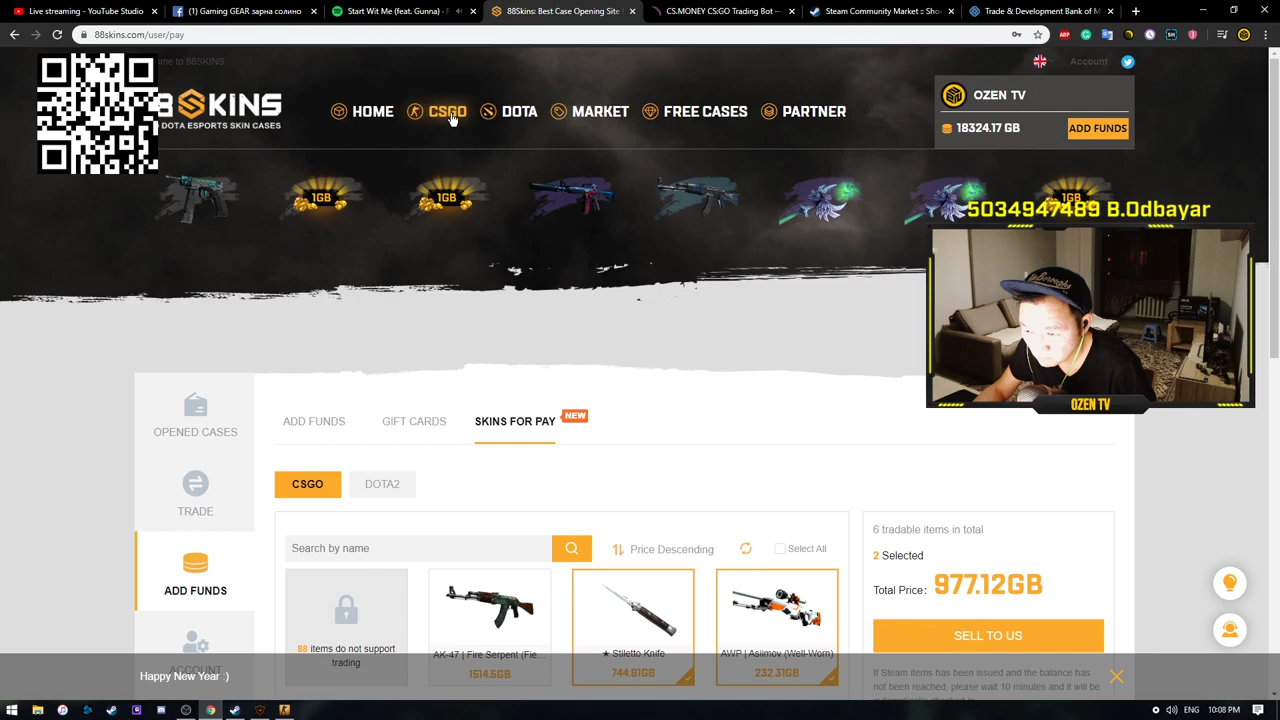 Live streaming - YouTube Studio
(1) Gaming GEAR зарсалоо
Start Wit Me (feat. Gunna) - F
88Skins: Best Case Opening Site
CS.MONEY CSGO Trading Bot —
Steam Community Market :: Sho
Trade & Development Bank of M
88skins.com/user/pay
me to 88SKINS
Account
88SKINS
DOTA ESPORTS SKIN CASES
HOME
CSGO
DOTA
MARKET
FREE CASES
PARTNER
OZEN TV
18324.17 GB
ADD FUNDS
1GB
1GB
1GB
5034947489 B.Odbayar
OZEN TV
OPENED CASES
TRADE
ADD FUNDS
ACCOUNT
ADD FUNDS
GIFT CARDS
SKINS FOR PAY
NEW
CSGO
DOTA2
Search by name
Price Descending
Select All
88 items do not support
trading
AK-47 | Fire Serpent (Fie...
1514.5GB
★ Stiletto Knife
744.81GB
AWP | Asiimov (Well-Worn)
232.31GB
6 tradable items in total
2 Selected
Total Price: 977.12GB
SELL TO US
If Steam items has been issued and the balance has
not been reached, please wait 10 minutes and it will be
Happy New Year :)
ENG
10:08 PM